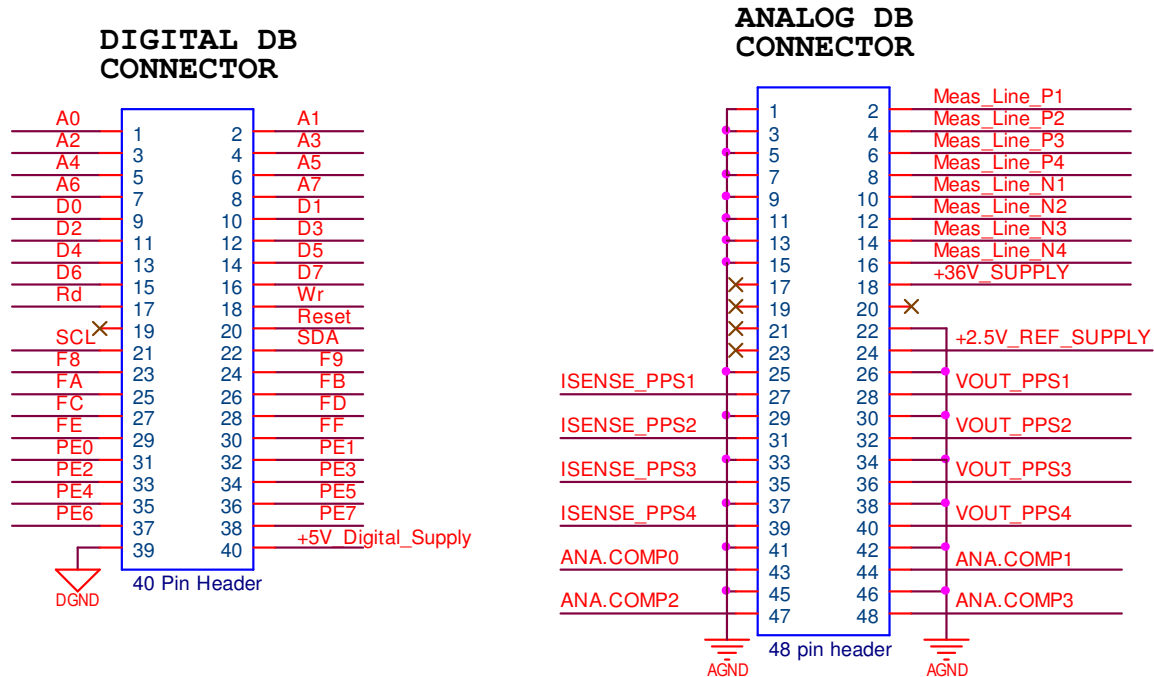 DIGITAL DB
CONNECTOR
A0 1 2 A1
A2 3 4 A3
A4 5 6 A5
A6 7 8 A7
D0 9 10 D1
D2 11 12 D3
D4 13 14 D5
D6 15 16 D7
Rd 17 18 Wr
19 20 Reset
SCL 21 22 SDA
F8 23 24 F9
FA 25 26 FB
FC 27 28 FD
FE 29 30 FF
PE0 31 32 PE1
PE2 33 34 PE3
PE4 35 36 PE5
PE6 37 38 PE7
39 40 +5V_Digital_Supply
DGND
40 Pin Header
ANALOG DB
CONNECTOR
1 2 Meas_Line_P1
3 4 Meas_Line_P2
5 6 Meas_Line_P3
7 8 Meas_Line_P4
9 10 Meas_Line_N1
11 12 Meas_Line_N2
13 14 Meas_Line_N3
15 16 Meas_Line_N4
17 18 +36V_SUPPLY
19 20
21 22
23 24 +2.5V_REF_SUPPLY
25 26
ISENSE_PPS1 27 28 VOUT_PPS1
29 30
ISENSE_PPS2 31 32 VOUT_PPS2
33 34
ISENSE_PPS3 35 36 VOUT_PPS3
37 38
ISENSE_PPS4 39 40 VOUT_PPS4
41 42
ANA.COMP0 43 44 ANA.COMP1
45 46
ANA.COMP2 47 48 ANA.COMP3
48 pin header
AGND AGND